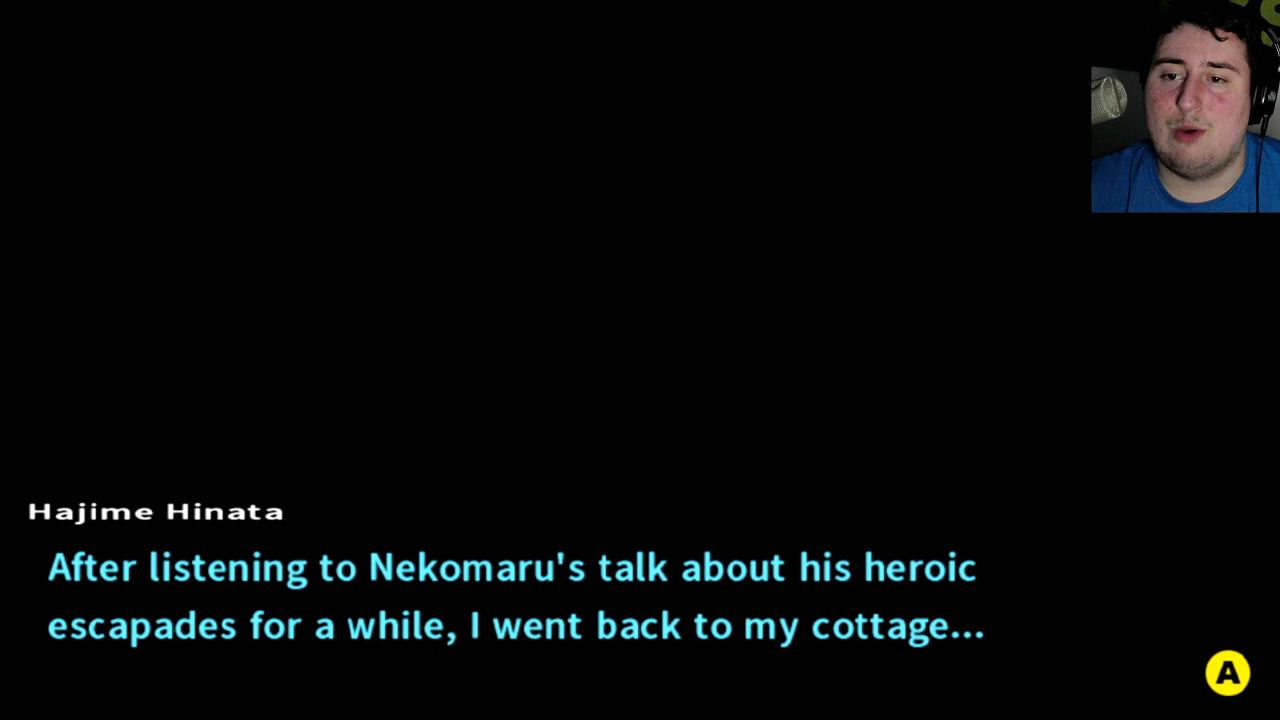 Hajime Hinata
After listening to Nekomaru's talk about his heroic
escapades for a while, I went back to my cottage...
A